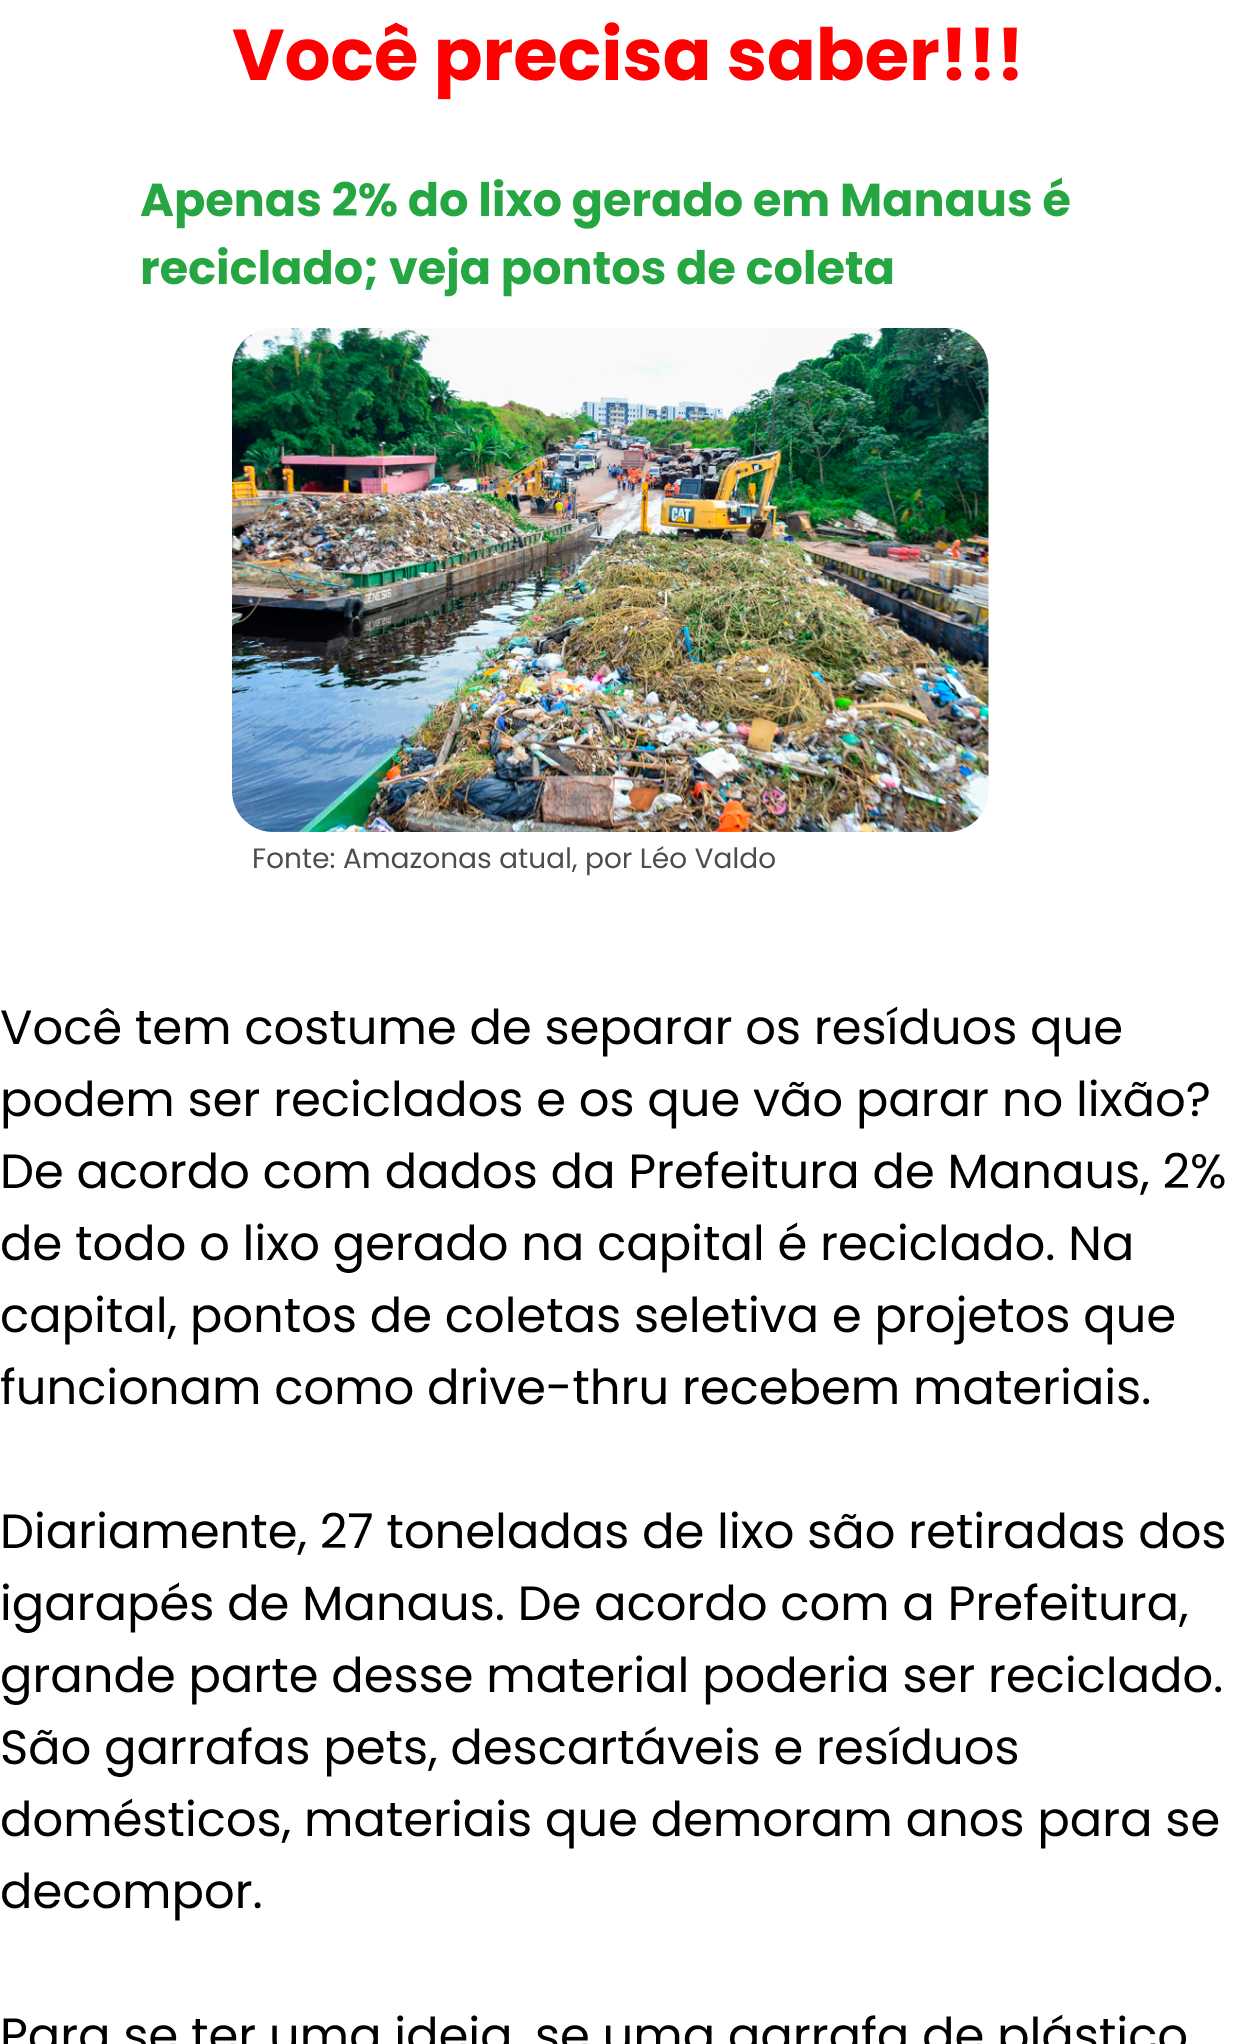 Você precisa saber!!!
Apenas 2% do lixo gerado em Manaus é
reciclado; veja pontos de coleta
CAT
GÊNESIS
Fonte: Amazonas atual, por Léo Valdo
Você tem costume de separar os resíduos que
podem ser reciclados e os que vão parar no lixão?
De acordo com dados da Prefeitura de Manaus, 2%
de todo o lixo gerado na capital é reciclado. Na
capital, pontos de coletas seletiva e projetos que
funcionam como drive-thru recebem materiais.
Diariamente, 27 toneladas de lixo são retiradas dos
igarapés de Manaus. De acordo com a Prefeitura,
grande parte desse material poderia ser reciclado.
São garrafas pets, descartáveis e resíduos
domésticos, materiais que demoram anos para se
decompor.
Para se ter uma ideia, se uma garrafa de plástico